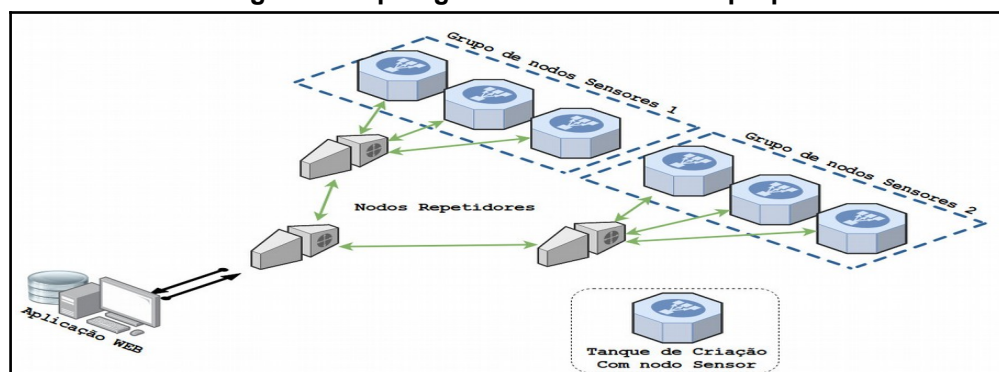 Grupo de nodos Sensores 1
Grupo de nodos Sensores 2
Nodos Repetidores
Aplicação WEB
Tanque de Criação
Com nodo Sensor